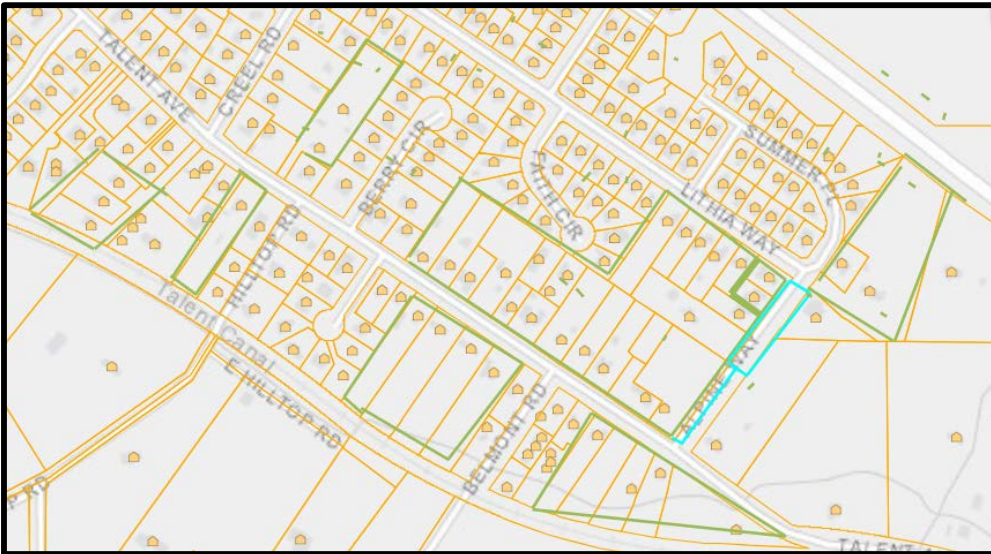 TALENT AVE
CREEL RD
BERRY CIR
FAITH CIR
SUMMER PL
LITHIA WAY
HILLTOP RD
Talent Canal
E HILLTOP RD
ALPINE WAY
BELMONT RD
P RD
TALENT